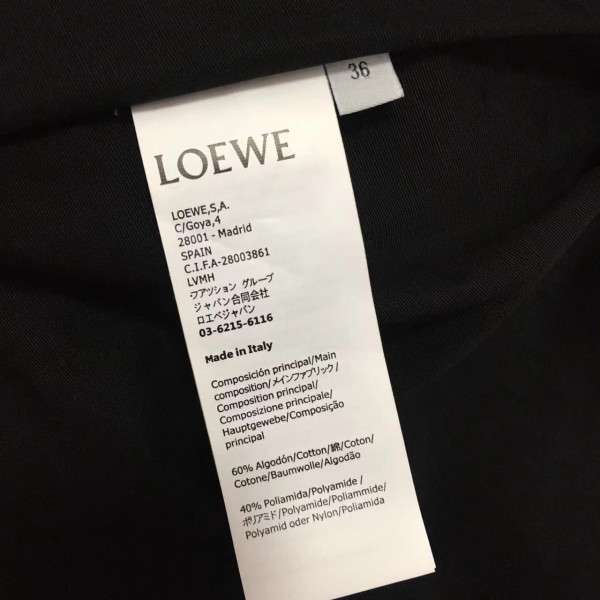 36
LOEWE
LOEWE,S.A.
C/Goya,4
28001 - Madrid
SPAIN
C.I.F.A-28003861
LVMH
ファッション グループ
ジャパン合同会社
ロエベジャパン
03-6215-6116
Made in Italy
Composición principal/Main
composition/メインファブリック/
Composition principal/
Composizione principale/
Hauptgewebe/Composição
principal
60% Algodón/Cotton/綿/Coton/
Cotone/Baumwolle/Algodão
40% Poliamida/Polyamide /
ポリアミド/Polyamide/Poliammide/
Polyamid oder Nylon/Poliamida